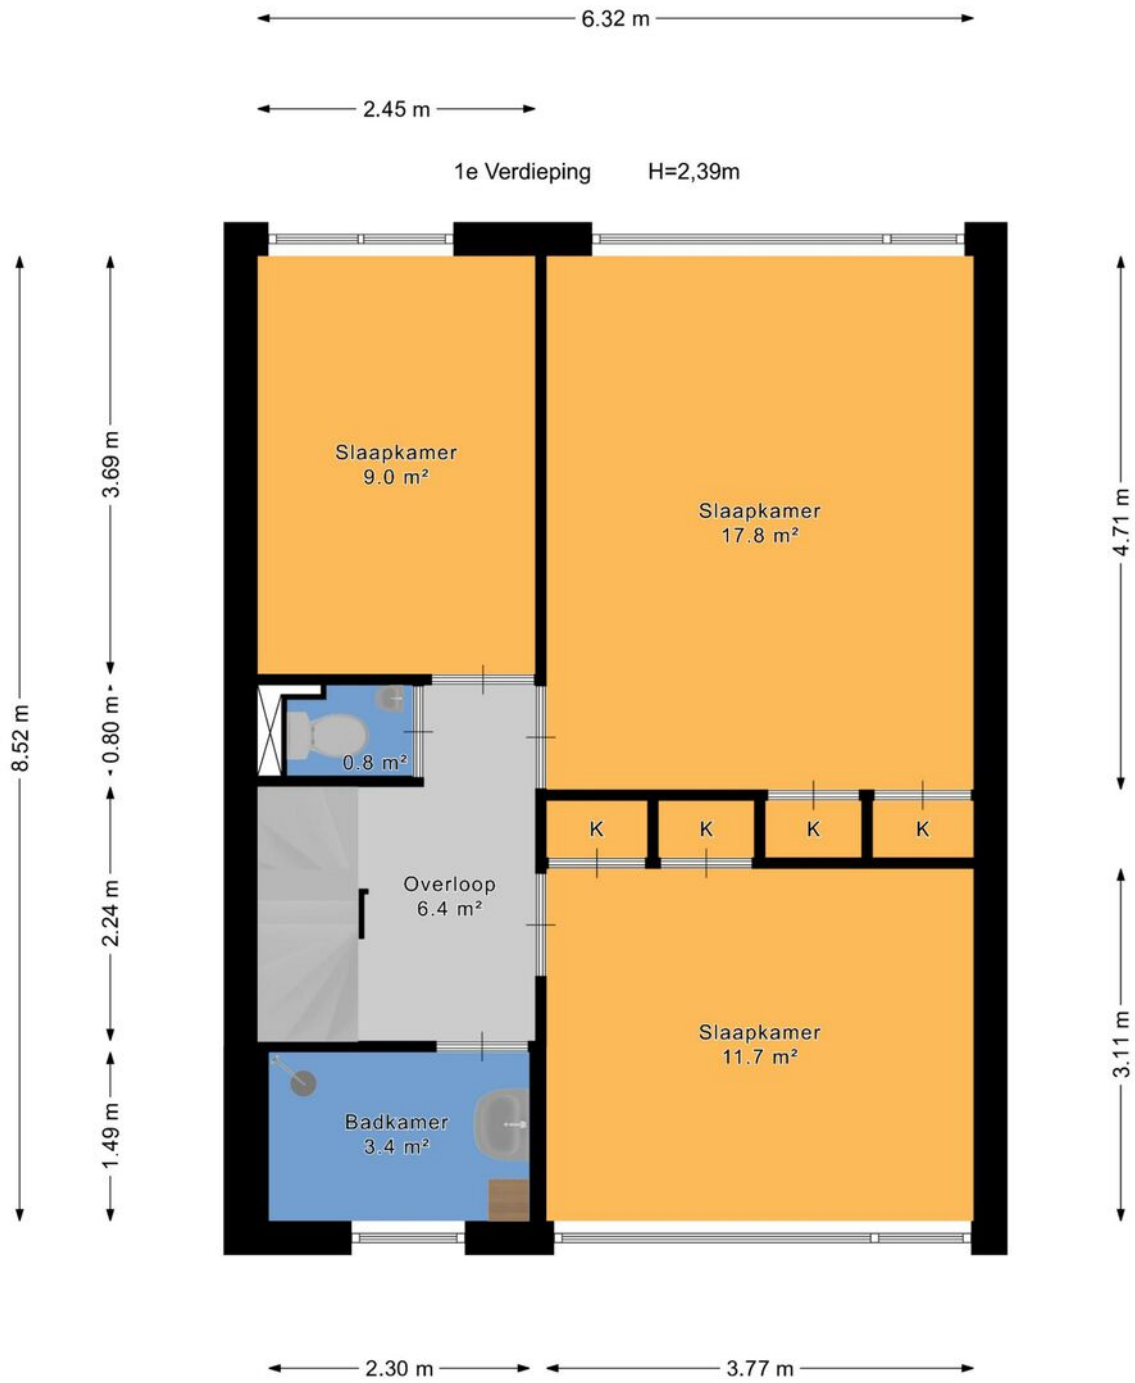 6.32 m
2.45 m
1e Verdieping H=2,39m
8.52 m
3.69 m
0.80 m
2.24 m
1.49 m
Slaapkamer
9.0 m²
Slaapkamer
17.8 m²
4.71 m
0.8 m²
K
K
K
K
Overloop
6.4 m²
Slaapkamer
11.7 m²
3.11 m
Badkamer
3.4 m²
2.30 m
3.77 m